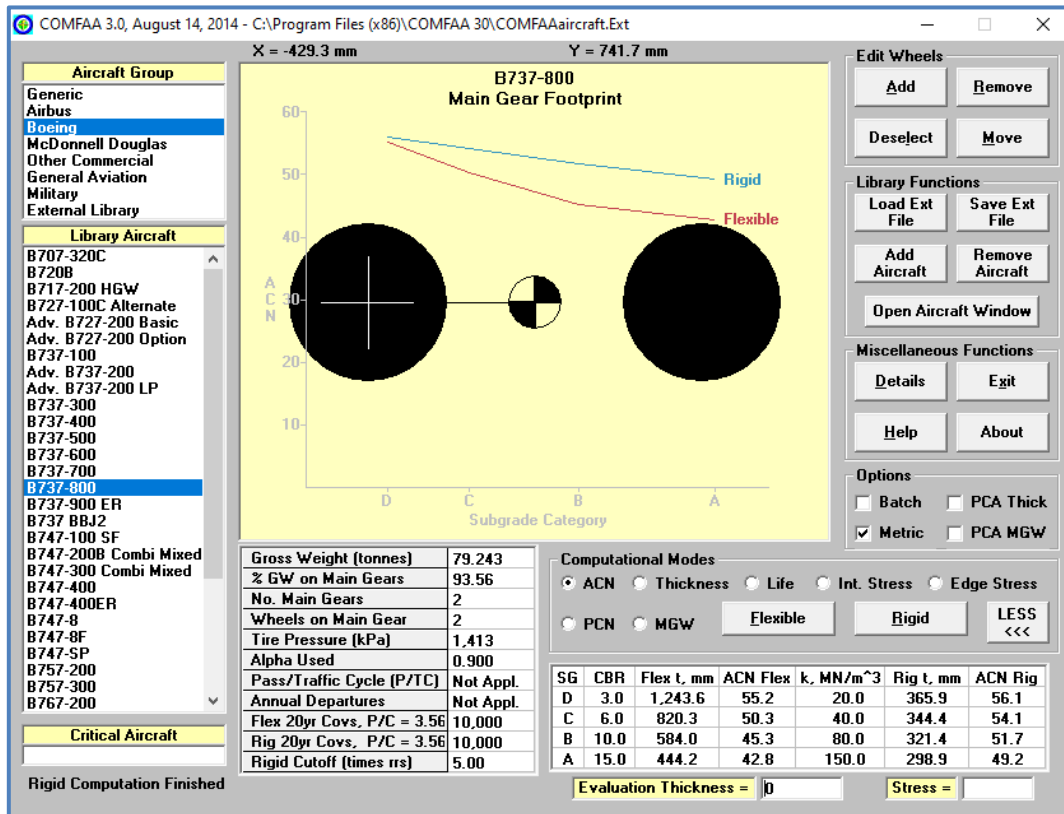 COMFAA 3.0, August 14, 2014 - C:\Program Files (x86)\COMFAA 30\COMFAAaircraft.Ext
X = -429.3 mm Y = 741.7 mm
Aircraft Group
Generic
Airbus
Boeing
McDonnell Douglas
Other Commercial
General Aviation
Military
External Library
Library Aircraft
B707-320C
B720B
B717-200 HGW
B727-100C Alternate
Adv. B727-200 Basic
Adv. B727-200 Option
B737-100
Adv. B737-200
Adv. B737-200 LP
B737-300
B737-400
B737-500
B737-600
B737-700
B737-800
B737-900 ER
B737 BBJ2
B747-100 SF
B747-200B Combi Mixed
B747-300 Combi Mixed
B747-400
B747-400ER
B747-8
B747-8F
B747-SP
B757-200
B757-300
B767-200
Critical Aircraft
Rigid Computation Finished
B737-800
Main Gear Footprint
60
50
40
30
20
10
A
C
N
Rigid
Flexible
D C B A
Subgrade Category
Gross Weight (tonnes) 79.243
% GW on Main Gears 93.56
No. Main Gears 2
Wheels on Main Gear 2
Tire Pressure (kPa) 1,413
Alpha Used 0.900
Pass/Traffic Cycle (P/TC) Not Appl.
Annual Departures Not Appl.
Flex 20yr Covs, P/C = 3.56 10,000
Rig 20yr Covs, P/C = 3.56 10,000
Rigid Cutoff (times rrs) 5.00
Edit Wheels
Add Remove
Deselect Move
Library Functions
Load Ext File Save Ext File
Add Aircraft Remove Aircraft
Open Aircraft Window
Miscellaneous Functions
Details Exit
Help About
Options
Batch PCA Thick
Metric PCA MGW
Computational Modes
ACN Thickness Life Int. Stress Edge Stress
PCN MGW Flexible Rigid LESS <<<
SG CBR Flex t, mm ACN Flex k, MN/m^3 Rig t, mm ACN Rig
D 3.0 1,243.6 55.2 20.0 365.9 56.1
C 6.0 820.3 50.3 40.0 344.4 54.1
B 10.0 584.0 45.3 80.0 321.4 51.7
A 15.0 444.2 42.8 150.0 298.9 49.2
Evaluation Thickness = 0 Stress =